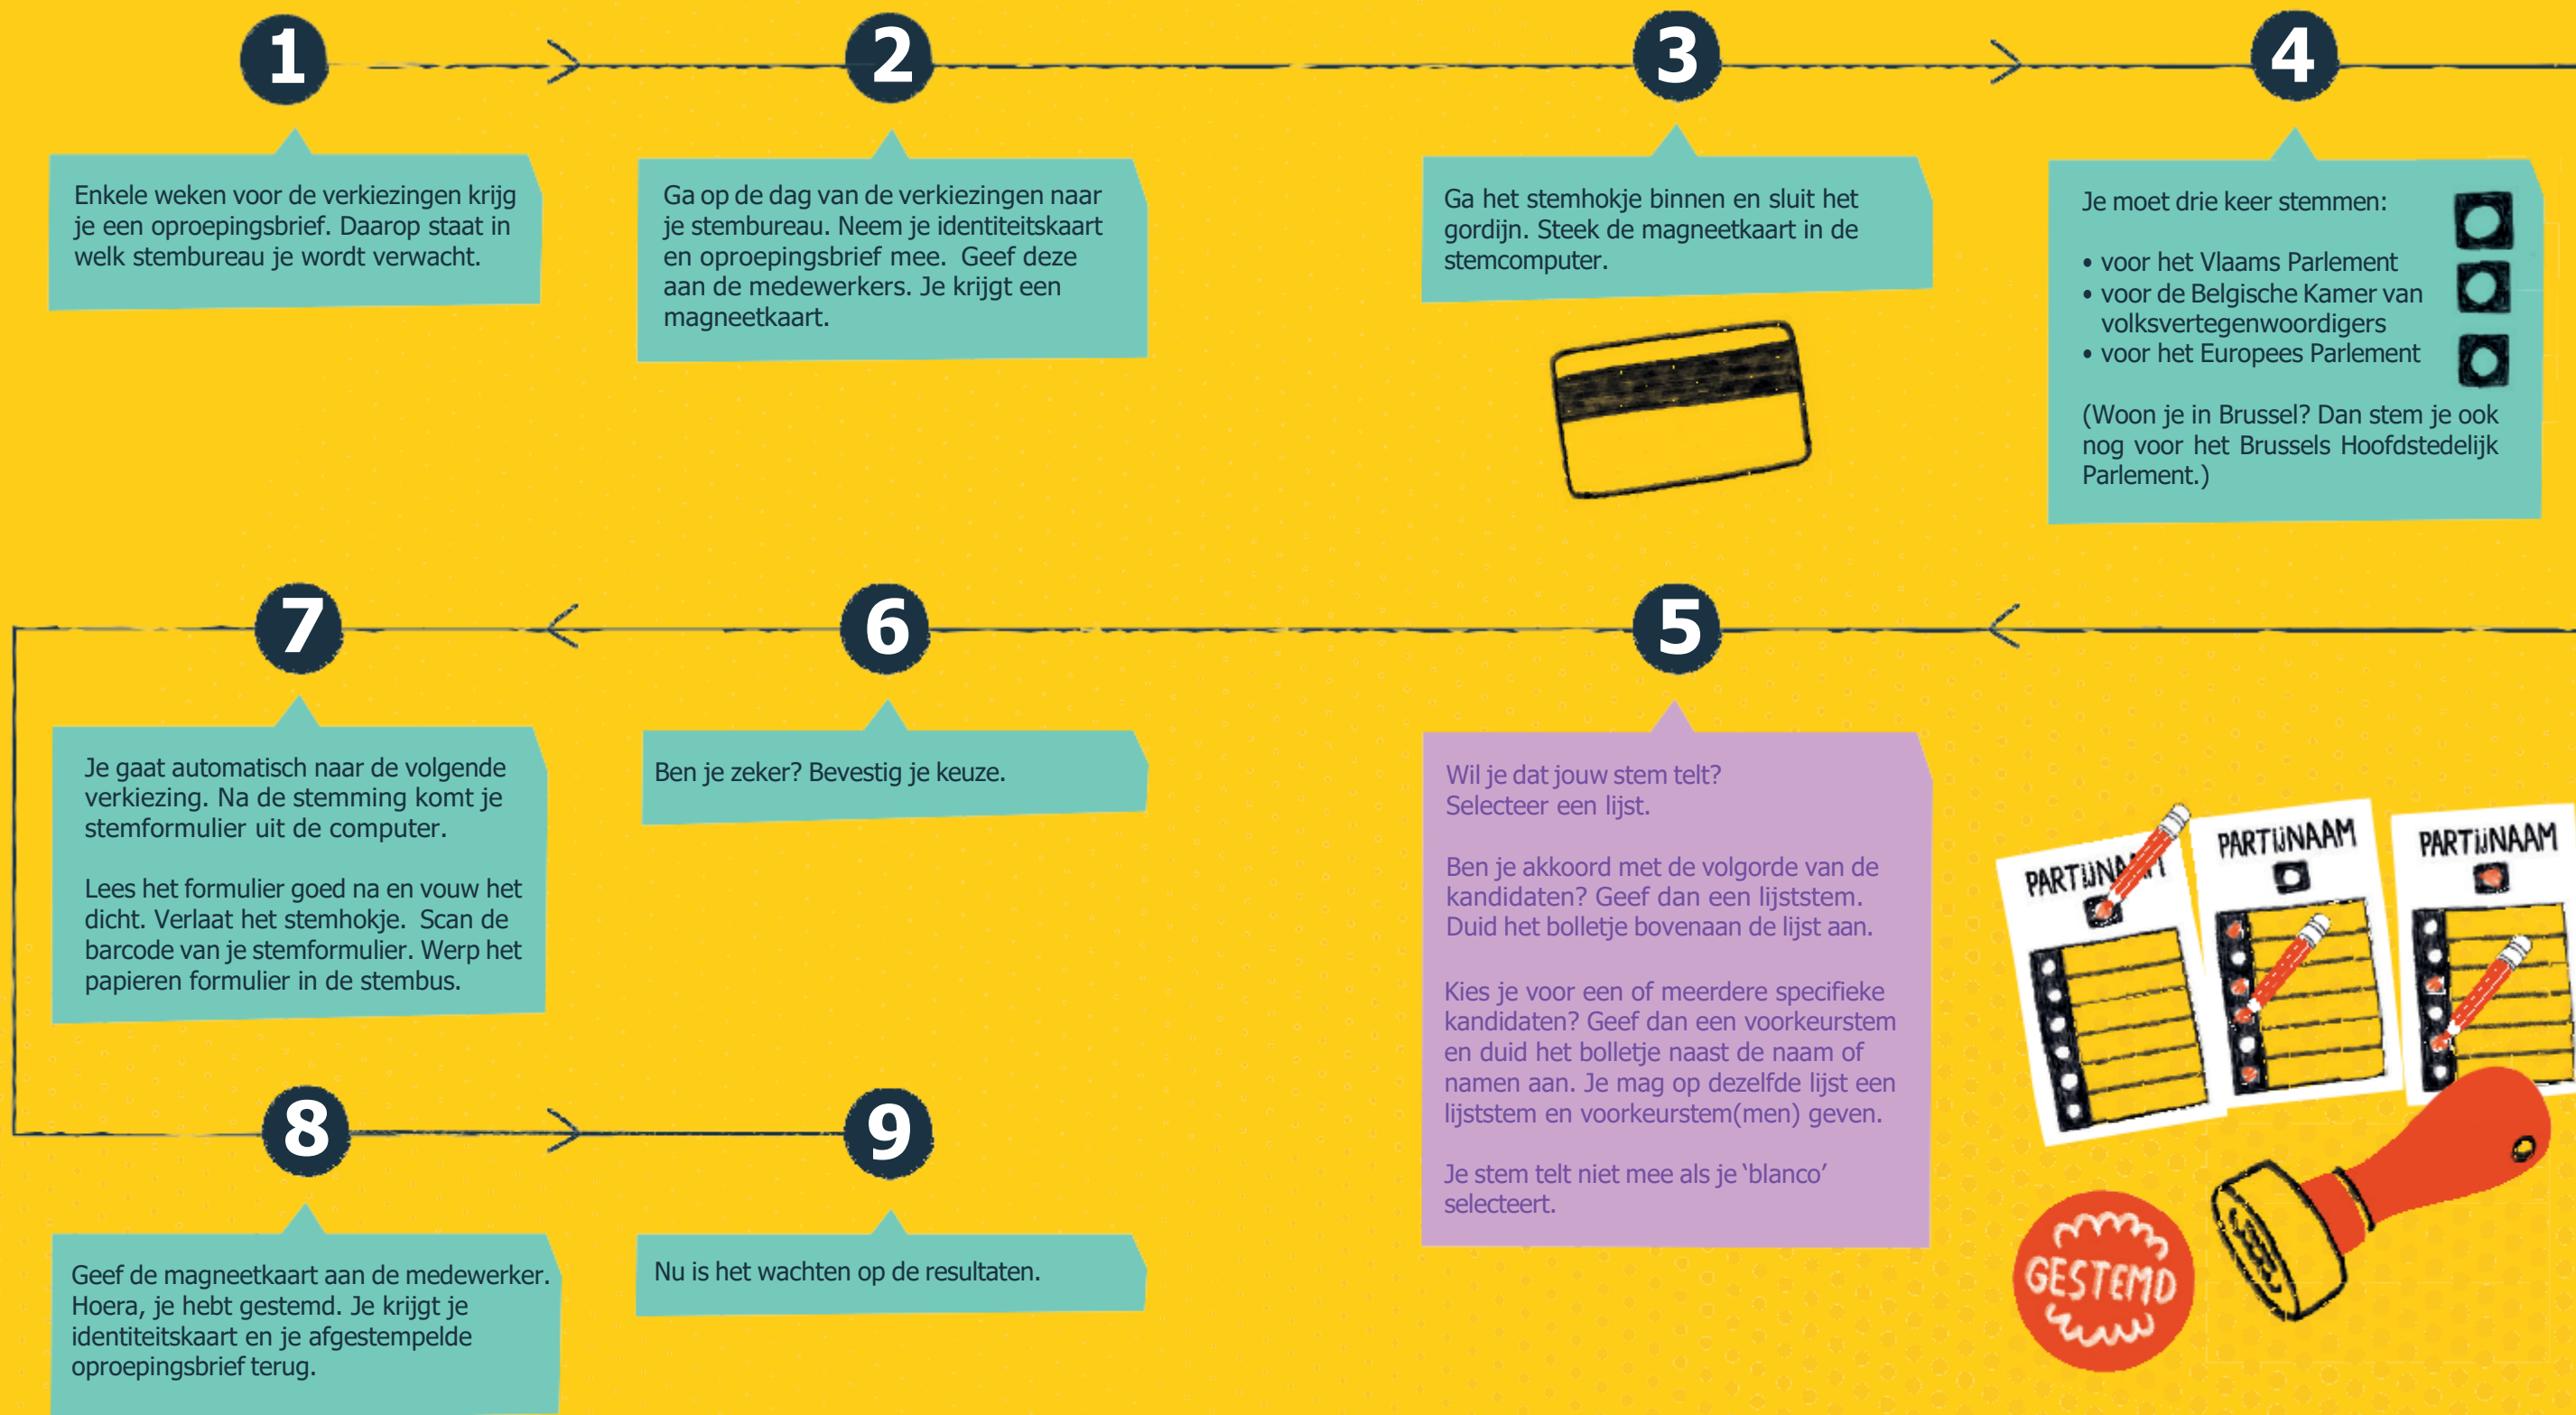 1
Enkele weken voor de verkiezingen krijg
je een oproepingsbrief. Daarop staat in
welk stembureau je wordt verwacht.
2
Ga op de dag van de verkiezingen naar
je stembureau. Neem je identiteitskaart
en oproepingsbrief mee. Geef deze
aan de medewerkers. Je krijgt een
magneetkaart.
3
Ga het stemhokje binnen en sluit het
gordijn. Steek de magneetkaart in de
stemcomputer.
4
Je moet drie keer stemmen:
• voor het Vlaams Parlement
• voor de Belgische Kamer van
volksvertegenwoordigers
• voor het Europees Parlement
(Woon je in Brussel? Dan stem je ook
nog voor het Brussels Hoofdstedelijk
Parlement.)
5
Wil je dat jouw stem telt?
Selecteer een lijst.
Ben je akkoord met de volgorde van de
kandidaten? Geef dan een lijststem.
Duid het bolletje bovenaan de lijst aan.
Kies je voor een of meerdere specifieke
kandidaten? Geef dan een voorkeurstem
en duid het bolletje naast de naam of
namen aan. Je mag op dezelfde lijst een
lijststem en voorkeurstem(men) geven.
Je stem telt niet mee als je ‘blanco’
selecteert.
PARTIJNAAM
PARTIJNAAM
PARTIJNAAM
GESTEMD
6
Ben je zeker? Bevestig je keuze.
7
Je gaat automatisch naar de volgende
verkiezing. Na de stemming komt je
stemformulier uit de computer.
Lees het formulier goed na en vouw het
dicht. Verlaat het stemhokje. Scan de
barcode van je stemformulier. Werp het
papieren formulier in de stembus.
8
Geef de magneetkaart aan de medewerker.
Hoera, je hebt gestemd. Je krijgt je
identiteitskaart en je afgestempelde
oproepingsbrief terug.
9
Nu is het wachten op de resultaten.